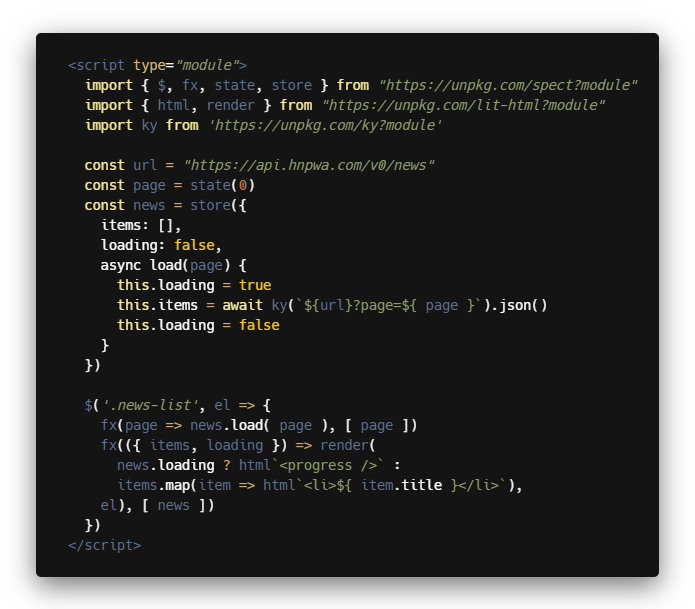 <script type="module">
  import { $, fx, state, store } from "https://unpkg.com/spect?module"
  import { html, render } from "https://unpkg.com/lit-html?module"
  import ky from 'https://unpkg.com/ky?module'

  const url = "https://api.hnpwa.com/v0/news"
  const page = state(0)
  const news = store({
    items: [],
    loading: false,
    async load(page) {
      this.loading = true
      this.items = await ky(`${url}?page=${ page }`).json()
      this.loading = false
    }
  })

  $('.news-list', el => {
    fx(page => news.load( page ), [ page ])
    fx(({ items, loading }) => render(
      news.loading ? html`<progress />` :
      items.map(item => html`<li>${ item.title }</li>`),
    el), [ news ])
  })
</script>